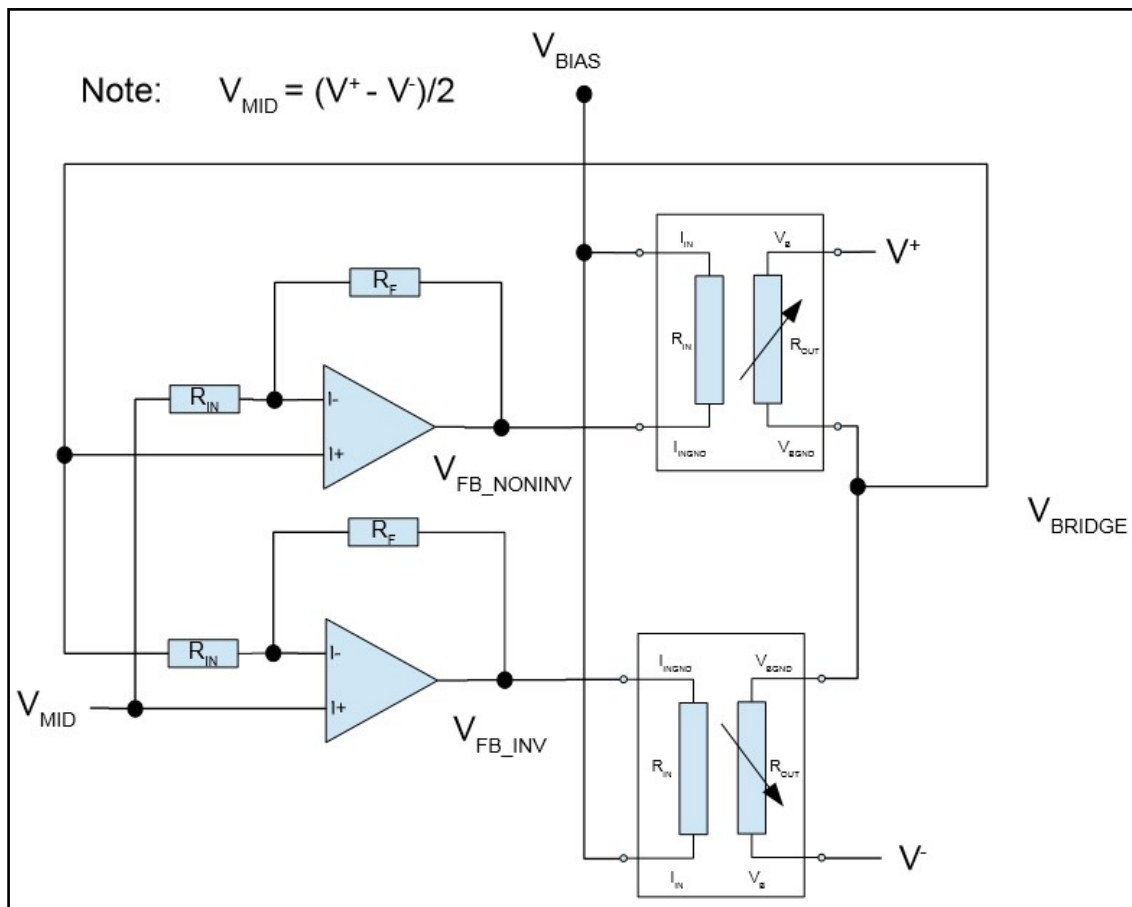 V_BIAS
Note: V_MID = (V⁺ - V⁻)/2
I_IN
V_B
V⁺
R_F
R_IN
R_OUT
R_IN
I-
I+
I_INGND
V_BGND
V_FB_NONINV
V_BRIDGE
R_F
R_IN
I-
I_INGND
V_BGND
V_MID
I+
V_FB_INV
R_IN
R_OUT
I_IN
V_B
V⁻